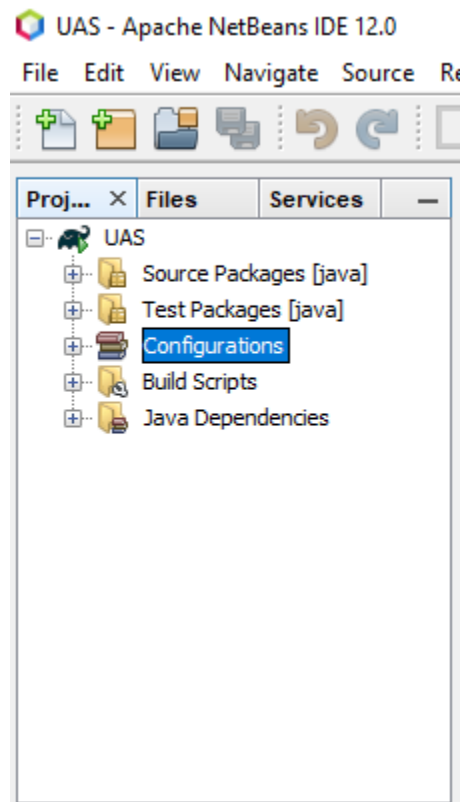 UAS - Apache NetBeans IDE 12.0
File Edit View Navigate Source
Proj... Files Services
UAS
Source Packages [java]
Test Packages [java]
Configurations
Build Scripts
Java Dependencies